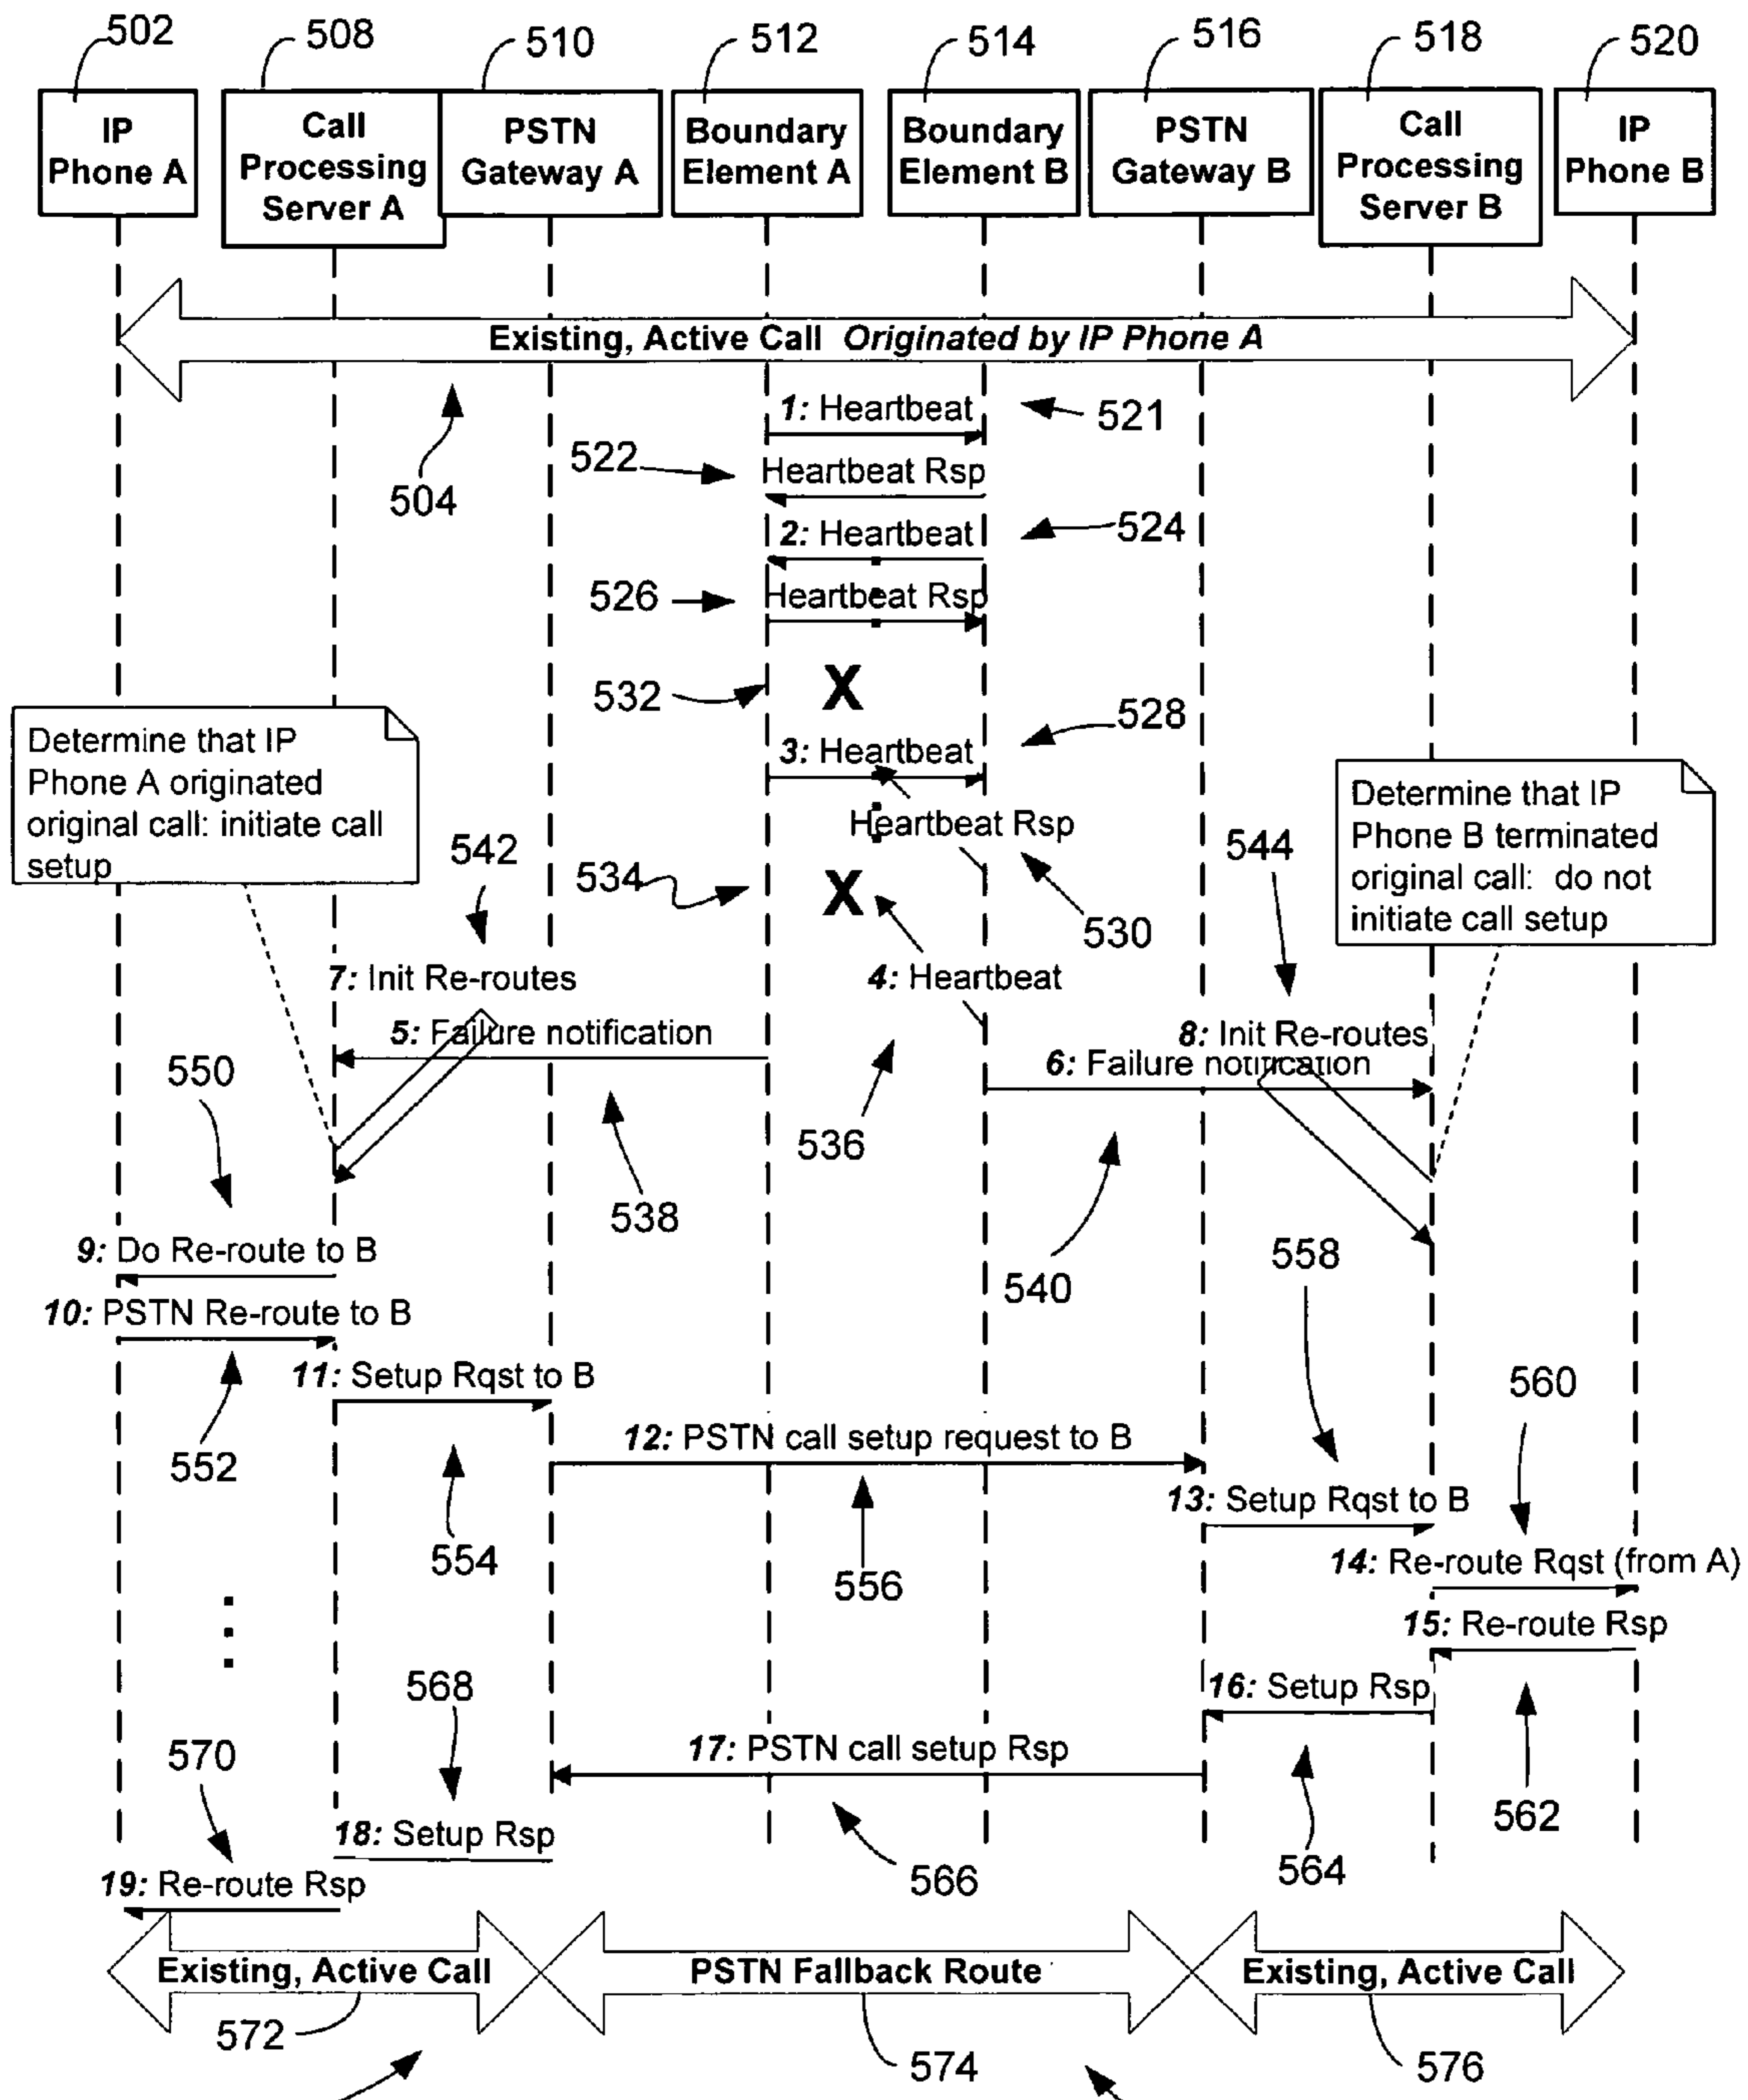 502
508
510
512
514
516
518
520
IP
Phone A
Call
Processing
Server A
PSTN
Gateway A
Boundary
Element A
Boundary
Element B
PSTN
Gateway B
Call
Processing
Server B
IP
Phone B
Existing, Active Call Originated by IP Phone A
504
1: Heartbeat
521
522
Heartbeat Rsp
2: Heartbeat
524
526
Heartbeat Rsp
532
X
528
3: Heartbeat
Determine that IP
Phone A originated
original call: initiate call
setup
Determine that IP
Phone B terminated
original call: do not
initiate call setup
Heartbeat Rsp
542
544
534
X
530
7: Init Re-routes
4: Heartbeat
5: Failure notification
8: Init Re-routes
6: Failure notification
550
536
538
540
558
9: Do Re-route to B
10: PSTN Re-route to B
11: Setup Rqst to B
560
552
12: PSTN call setup request to B
554
556
13: Setup Rqst to B
14: Re-route Rqst (from A)
15: Re-route Rsp
568
16: Setup Rsp
570
17: PSTN call setup Rsp
562
18: Setup Rsp
566
564
19: Re-route Rsp
Existing, Active Call
PSTN Fallback Route
Existing, Active Call
572
574
576